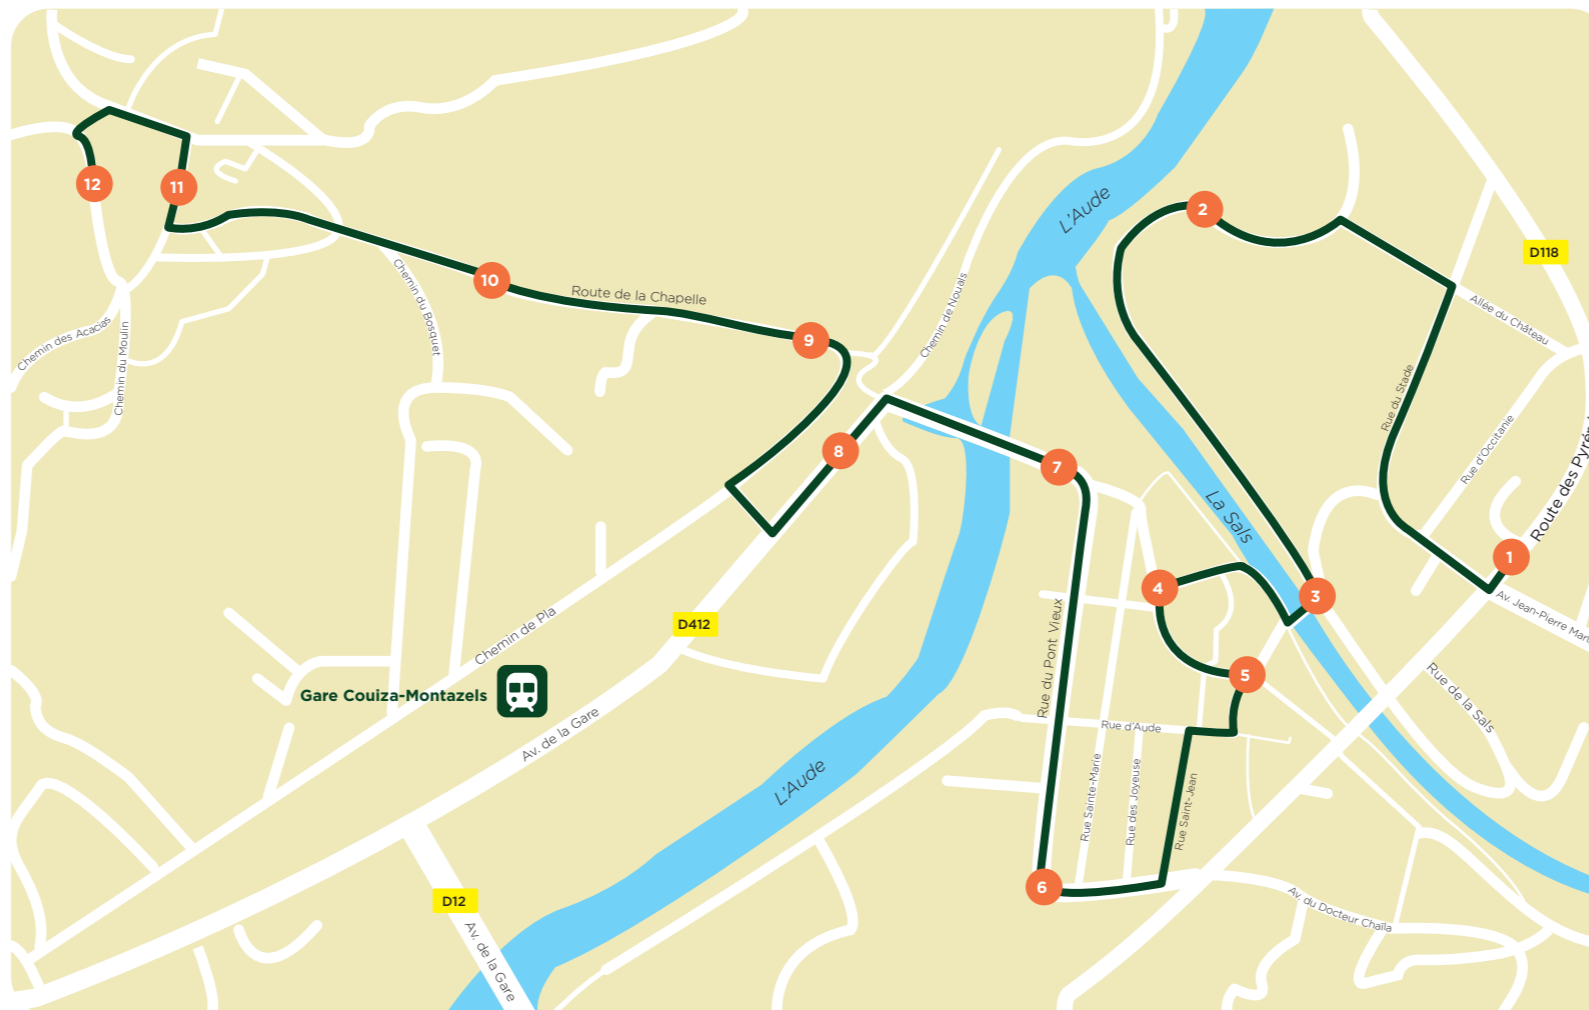 L'Aude
2
12
11
D118
10
Route de la Chapelle
Chemin du Bosquet
Chemin de Nouais
Allée du Château
Chemin des Acacias
Chemin du Moulin
9
Rue du Stade
Rue d'Occitanie
8
7
La Sals
Route des
1
4
3
Av. Jean-Pierre
D412
Chemin de Pla
Rue du Pont Vieux
5
Gare Couiza-Montazels
Rue de la Sals
Av. de la Gare
Rue d'Aude
L'Aude
Rue Sainte-Marie
Rue des Joyeuse
Rue Saint-Jean
6
D12
Av. du Docteur Chaïla
Av. de la Gare